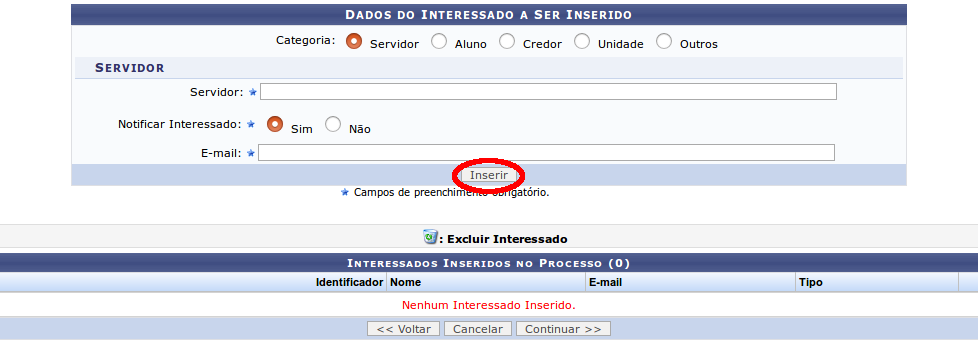 DADOS DO INTERESSADO A SER INSERIDO
Categoria: Servidor Aluno Credor Unidade Outros
SERVIDOR
Servidor:
Notificar Interessado: Sim Não
E-mail:
Inserir
Campos de preenchimento obrigatório.
: Excluir Interessado
INTERESSADOS INSERIDOS NO PROCESSO (0)
Identificador Nome E-mail Tipo
Nenhum Interessado Inserido.
<< Voltar Cancelar Continuar >>